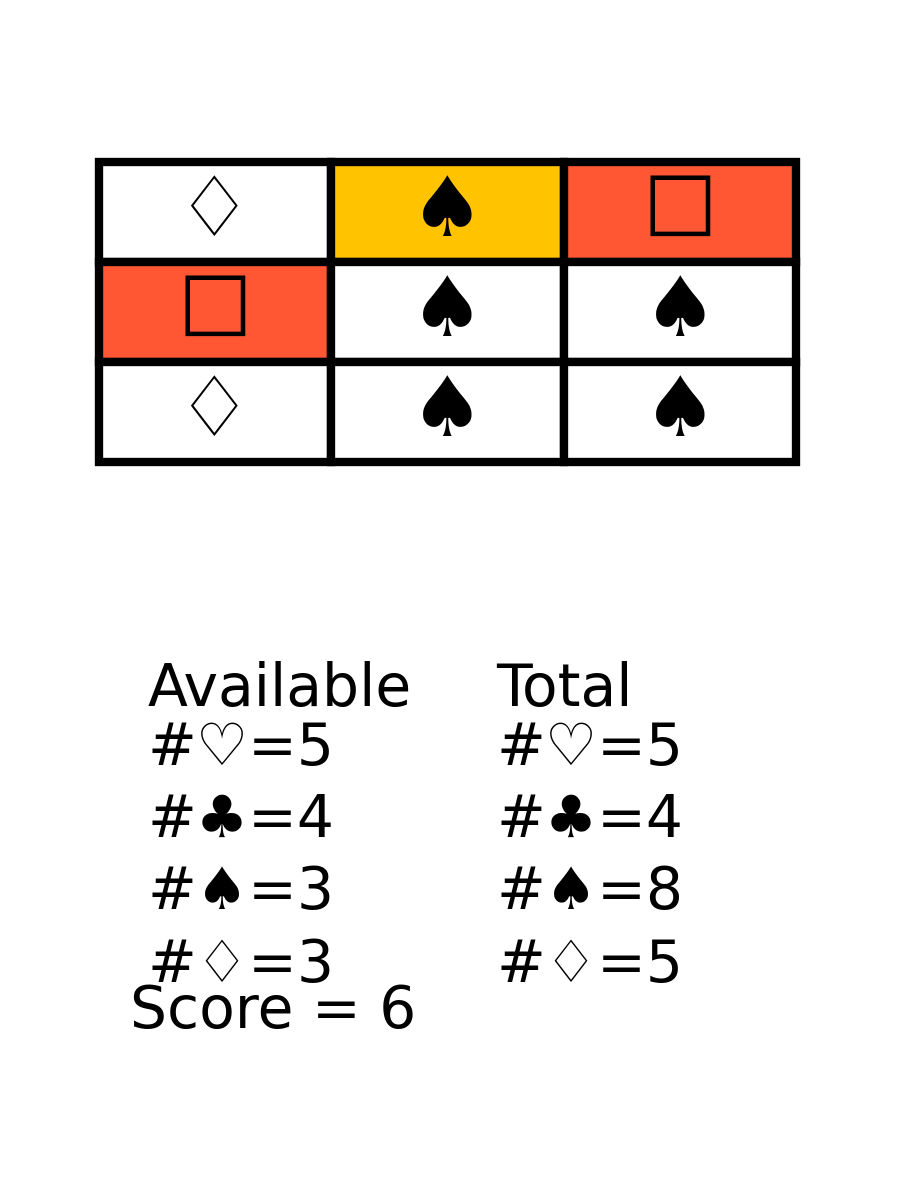 ♢ ♠ □
□ ♠ ♠
♢ ♠ ♠
Available Total
#♡=5 #♡=5
#♣=4 #♣=4
#♠=3 #♠=8
#♢=3 #♢=5
Score = 6